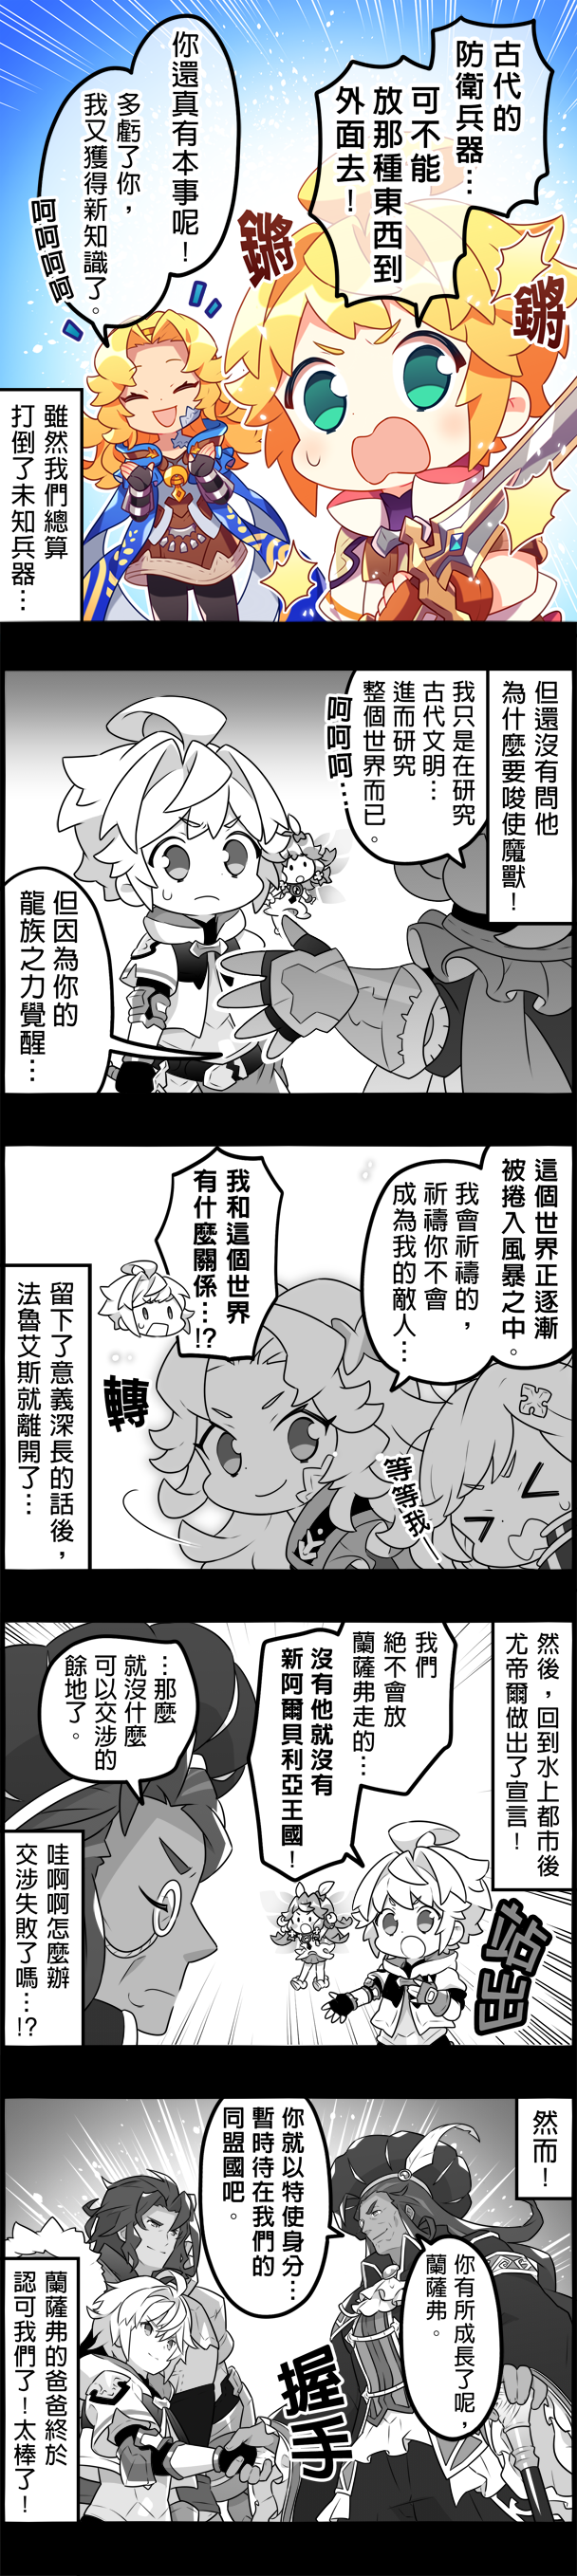 古代的
防衛兵器…
可不能
放那種東西到
外面去！
鏘
鏘
你還真有本事呢！
多虧了你，
我又獲得新知識了。
呵呵呵呵
雖然我們總算
打倒了未知兵器…
但還沒有問他
為什麼要唆使魔獸！
我只是在研究
古代文明…
進而研究
整個世界而已。
呵呵呵…
但因為你的
龍族之力覺醒…
這個世界正逐漸
被捲入風暴之中。
我會祈禱的，
祈禱你不會
成為我的敵人…
我和這個世界
有什麼關係…!?
等等我—
轉
留下了意義深長的話後，
法魯艾斯就離開了…
然後，回到水上都市後
尤帝爾做出了宣言！
我們
絕不會放
蘭薩弗走的…
沒有他就沒有
新阿爾貝利亞王國！
站出
…那麼
就沒什麼
可以交涉的
餘地了。
哇啊啊怎麼辦
交涉失敗了嗎…!?
然而！
你有所成長了呢，
蘭薩弗。
你就以特使身分…
暫時待在我們的
同盟國吧。
握手
蘭薩弗的爸爸終於
認可我們了！太棒了！